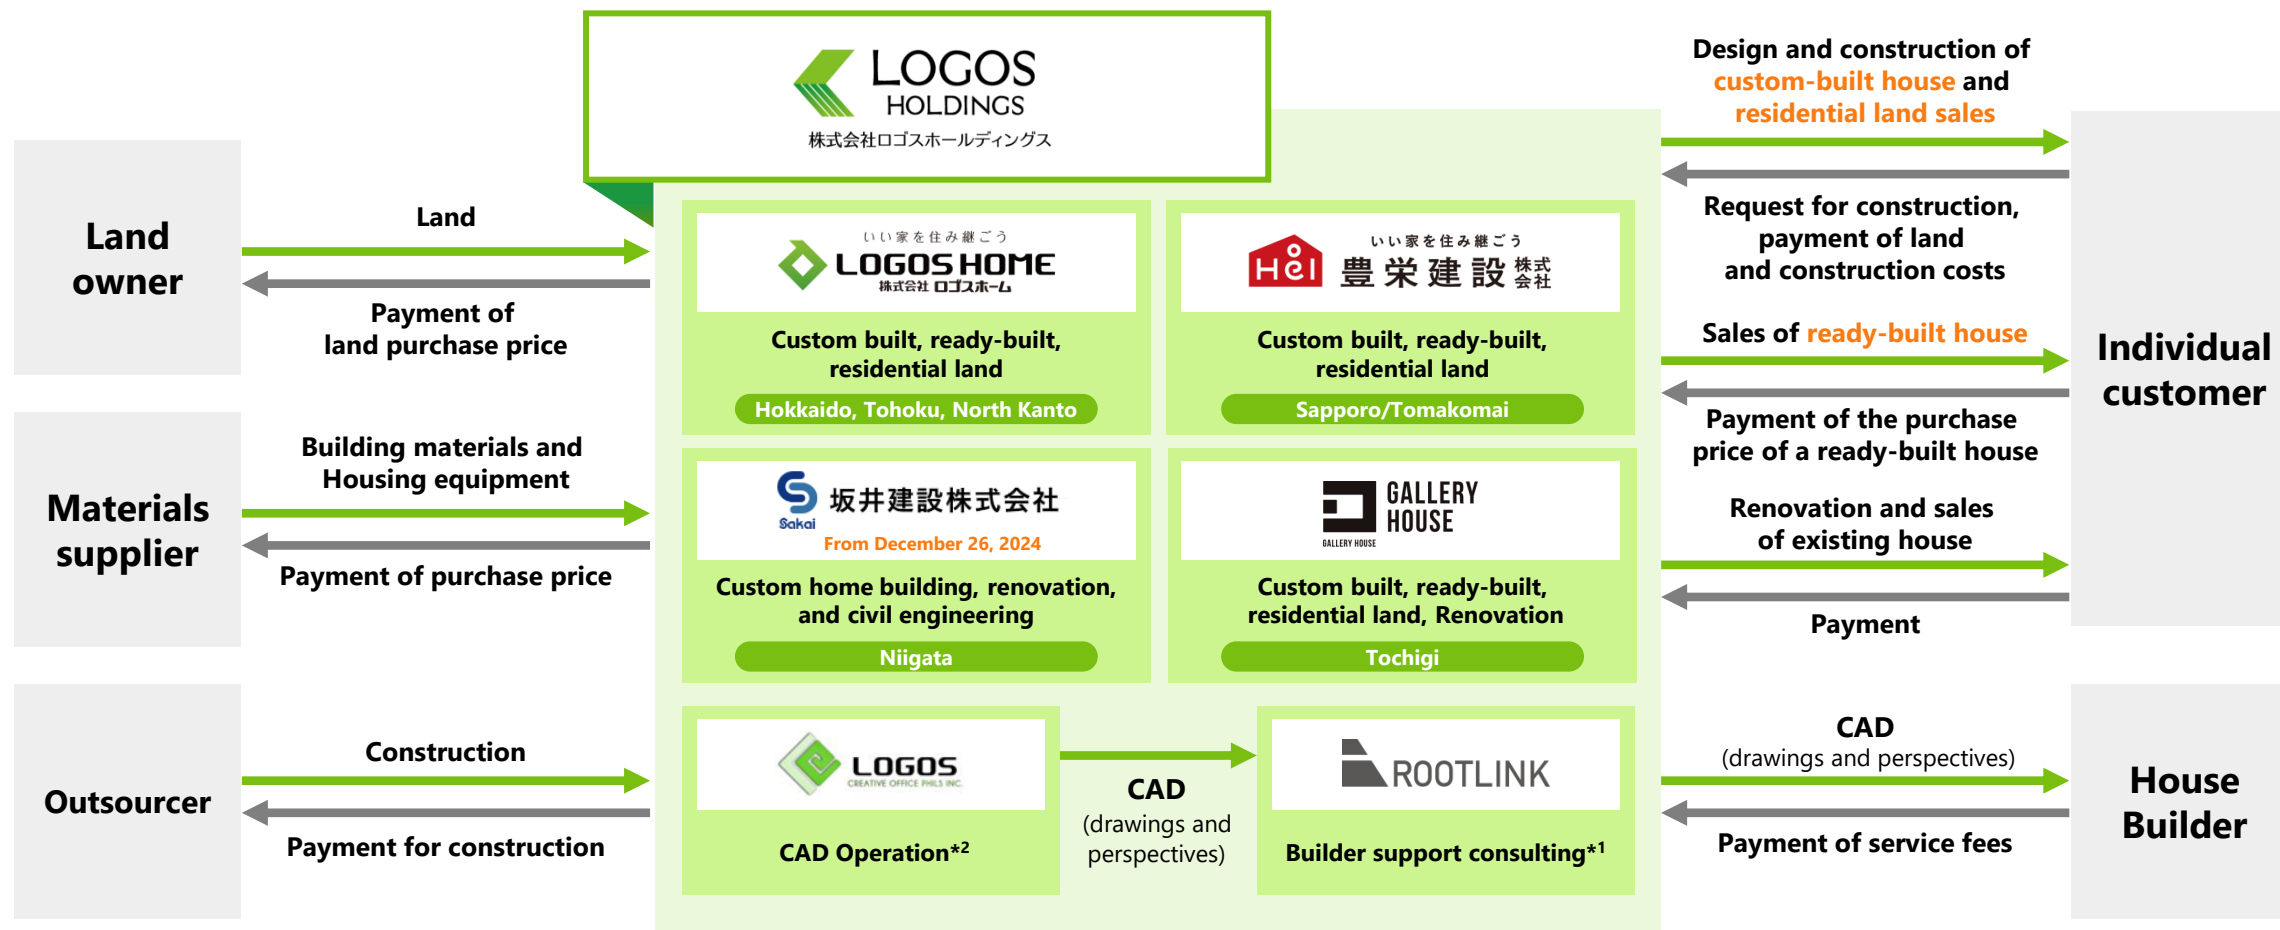 LOGOS
HOLDINGS
株式会社ロゴスホールディングス
Land
owner
Land
Payment of
land purchase price
Materials
supplier
Building materials and
Housing equipment
Payment of purchase price
Outsourcer
Construction
Payment for construction
いい家を住み継ごう
LOGOS HOME
株式会社 ロゴスホーム
Custom built, ready-built,
residential land
Hokkaido, Tohoku, North Kanto
いい家を住み継ごう
HOI 豊栄建設 株式会社
Custom built, ready-built,
residential land
Sapporo/Tomakomai
Sakai 坂井建設株式会社
From December 26, 2024
Custom home building, renovation,
and civil engineering
Niigata
GALLERY
HOUSE
GALLERY HOUSE
Custom built, ready-built,
residential land, Renovation
Tochigi
LOGOS
CREATIVE OFFICE PHILS INC.
CAD Operation*2
CAD
(drawings and
perspectives)
ROOTLINK
Builder support consulting*1
Design and construction of
custom-built house and
residential land sales
Request for construction,
payment of land
and construction costs
Sales of ready-built house
Payment of the purchase
price of a ready-built house
Renovation and sales
of existing house
Payment
Individual
customer
CAD
(drawings and perspectives)
Payment of service fees
House
Builder